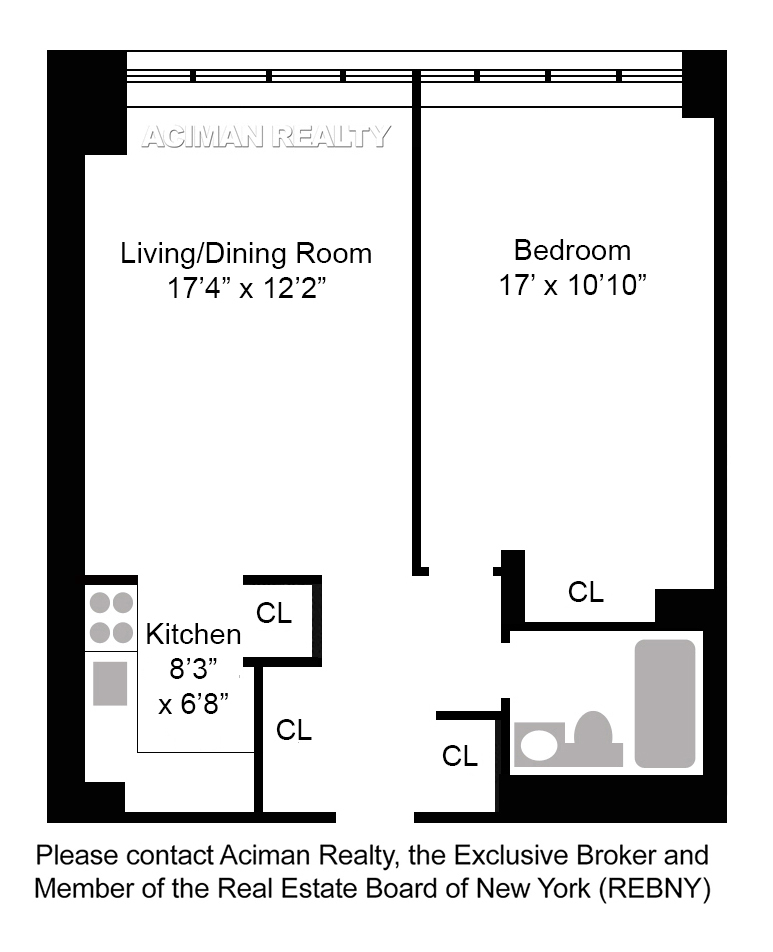 ACIMAN REALTY
Living/Dining Room
17’4” x 12’2”
Bedroom
17’ x 10’10”
CL
CL
Kitchen
8’3”
x 6’8”
CL
CL
Please contact Aciman Realty, the Exclusive Broker and
Member of the Real Estate Board of New York (REBNY)